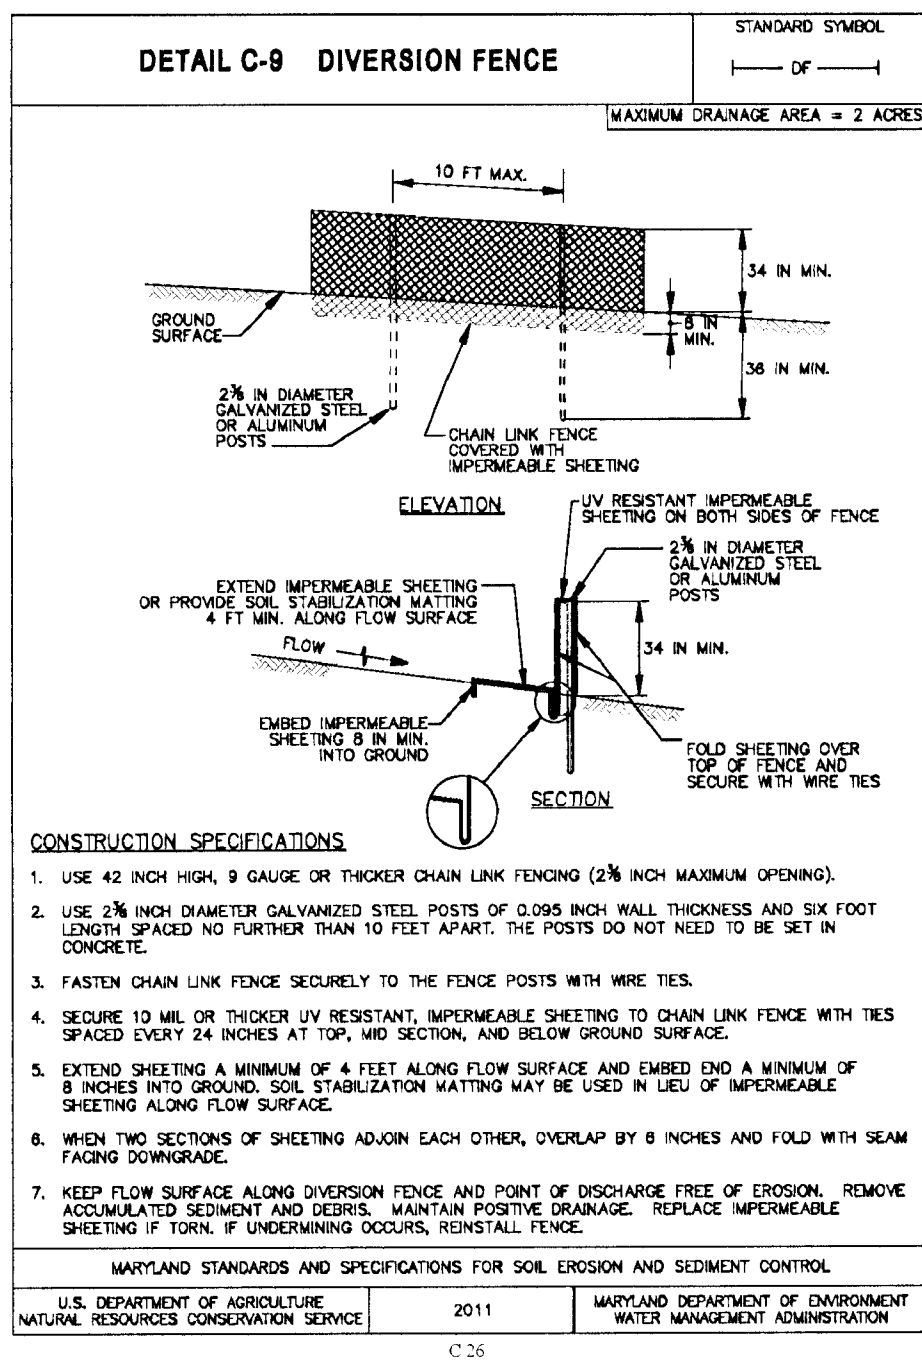 DETAIL C-9 DIVERSION FENCE
STANDARD SYMBOL
DF
MAXIMUM DRAINAGE AREA = 2 ACRES
10 FT MAX.
34 IN MIN.
GROUND
SURFACE
8 IN
MIN.
36 IN MIN.
2⅜ IN DIAMETER
GALVANIZED STEEL
OR ALUMINUM
POSTS
CHAIN LINK FENCE
COVERED WITH
IMPERMEABLE SHEETING
ELEVATION
UV RESISTANT IMPERMEABLE
SHEETING ON BOTH SIDES OF FENCE
2⅜ IN DIAMETER
GALVANIZED STEEL
OR ALUMINUM
POSTS
EXTEND IMPERMEABLE SHEETING
OR PROVIDE SOIL STABILIZATION MATTING
4 FT MIN. ALONG FLOW SURFACE
FLOW
34 IN MIN.
EMBED IMPERMEABLE
SHEETING 8 IN MIN.
INTO GROUND
FOLD SHEETING OVER
TOP OF FENCE AND
SECURE WITH WIRE TIES
SECTION
CONSTRUCTION SPECIFICATIONS
1. USE 42 INCH HIGH, 9 GAUGE OR THICKER CHAIN LINK FENCING (2⅜ INCH MAXIMUM OPENING).
2. USE 2⅜ INCH DIAMETER GALVANIZED STEEL POSTS OF 0.095 INCH WALL THICKNESS AND SIX FOOT
LENGTH SPACED NO FURTHER THAN 10 FEET APART. THE POSTS DO NOT NEED TO BE SET IN
CONCRETE.
3. FASTEN CHAIN LINK FENCE SECURELY TO THE FENCE POSTS WITH WIRE TIES.
4. SECURE 10 MIL OR THICKER UV RESISTANT, IMPERMEABLE SHEETING TO CHAIN LINK FENCE WITH TIES
SPACED EVERY 24 INCHES AT TOP, MID SECTION, AND BELOW GROUND SURFACE.
5. EXTEND SHEETING A MINIMUM OF 4 FEET ALONG FLOW SURFACE AND EMBED END A MINIMUM OF
8 INCHES INTO GROUND. SOIL STABILIZATION MATTING MAY BE USED IN LIEU OF IMPERMEABLE
SHEETING ALONG FLOW SURFACE.
6. WHEN TWO SECTIONS OF SHEETING ADJOIN EACH OTHER, OVERLAP BY 6 INCHES AND FOLD WITH SEAM
FACING DOWNGRADE.
7. KEEP FLOW SURFACE ALONG DIVERSION FENCE AND POINT OF DISCHARGE FREE OF EROSION. REMOVE
ACCUMULATED SEDIMENT AND DEBRIS. MAINTAIN POSITIVE DRAINAGE. REPLACE IMPERMEABLE
SHEETING IF TORN. IF UNDERMINING OCCURS, REINSTALL FENCE.
MARYLAND STANDARDS AND SPECIFICATIONS FOR SOIL EROSION AND SEDIMENT CONTROL
U.S. DEPARTMENT OF AGRICULTURE
NATURAL RESOURCES CONSERVATION SERVICE
2011
MARYLAND DEPARTMENT OF ENVIRONMENT
WATER MANAGEMENT ADMINISTRATION
C 26